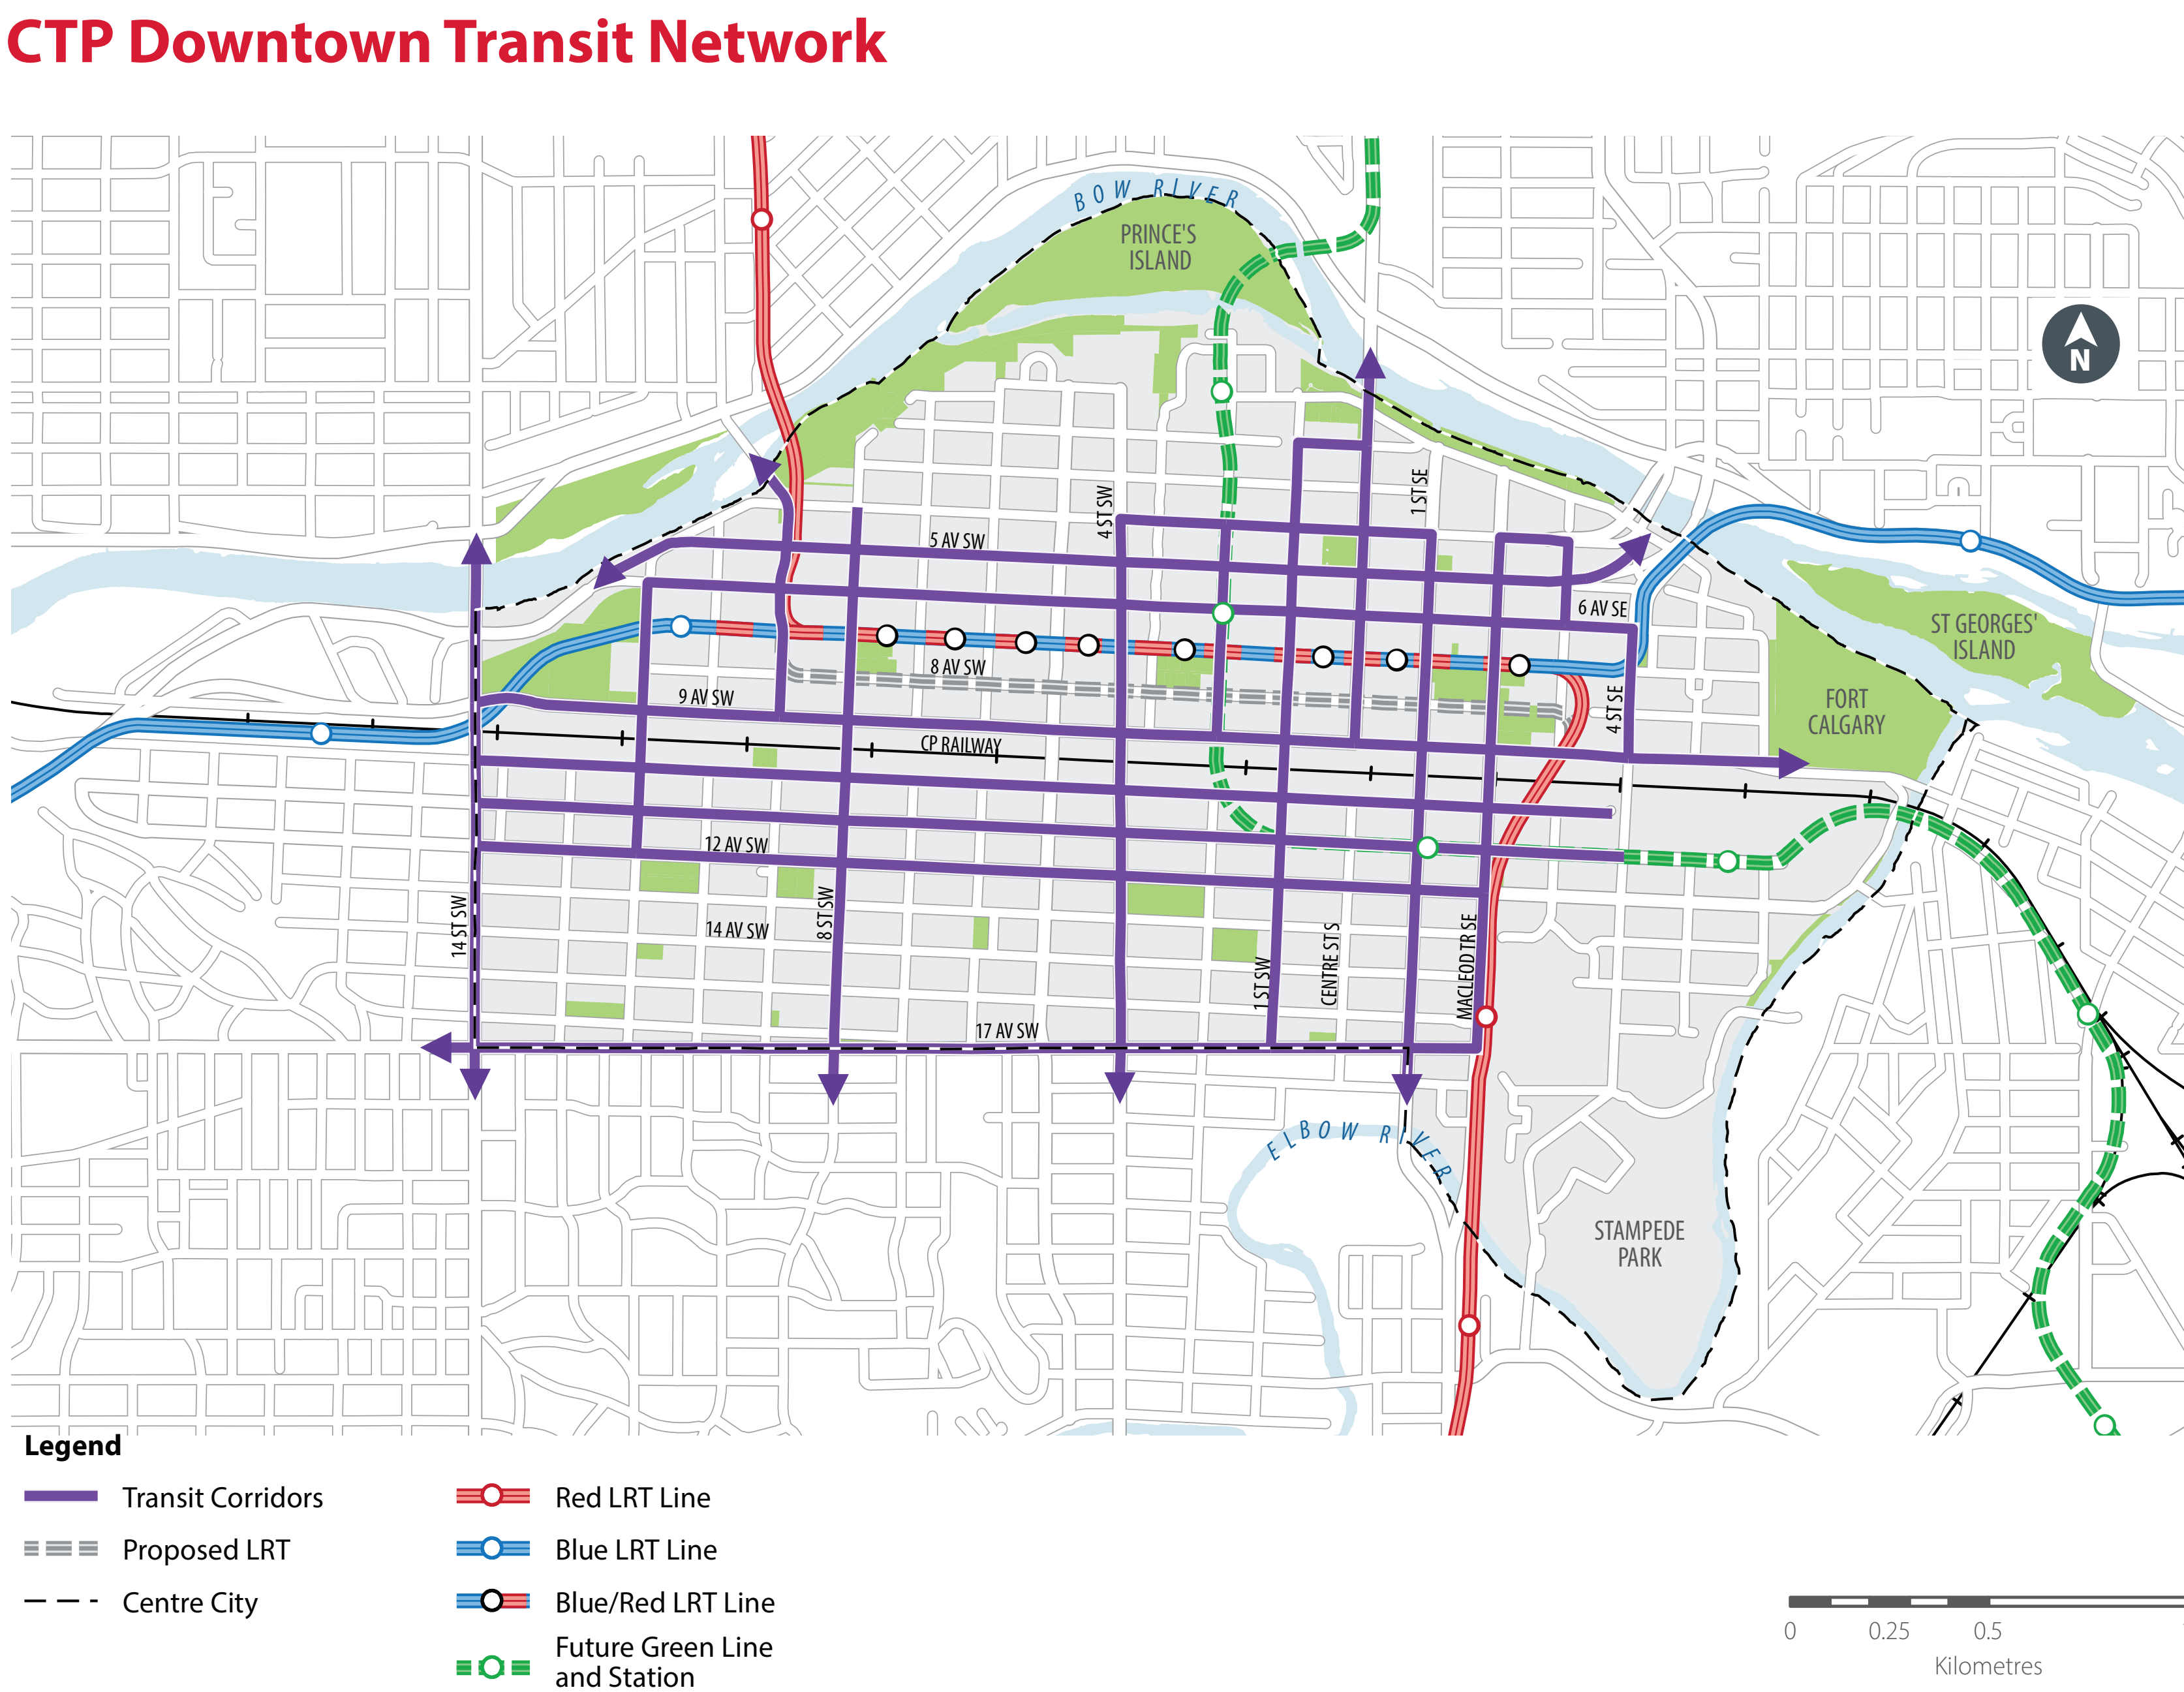 CTP Downtown Transit Network
BOW RIVER
PRINCE'S
ISLAND
N
4 ST SW
1 ST SE
5 AV SW
6 AV SE
ST GEORGES'
ISLAND
8 AV SW
9 AV SW
4 ST SE
FORT
CALGARY
CP RAILWAY
12 AV SW
14 ST SW
8 ST SW
14 AV SW
1 ST SW
CENTRE ST S
MACLEOD TR SE
17 AV SW
ELBOW RIVER
STAMPEDE
PARK
Legend
Transit Corridors
Proposed LRT
Centre City
Red LRT Line
Blue LRT Line
Blue/Red LRT Line
Future Green Line
and Station
0 0.25 0.5
Kilometres